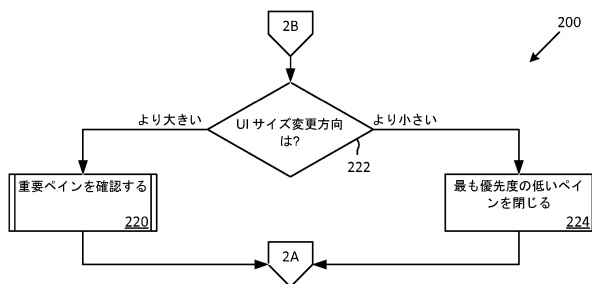 2B
200
UI サイズ変更方向
は?
より大きい
より小さい
222
重要ペインを確認する
220
最も優先度の低いペイ
ンを閉じる
224
2A